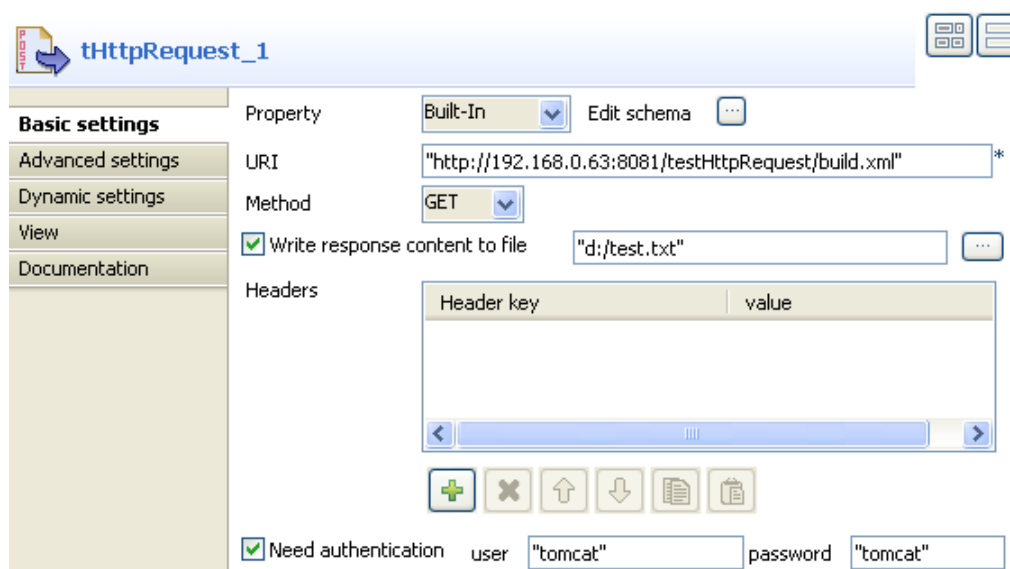 POST
tHttpRequest_1
Basic settings
Advanced settings
Dynamic settings
View
Documentation
Property Built-In Edit schema ...
URI "http://192.168.0.63:8081/testHttpRequest/build.xml" *
Method GET
Write response content to file "d:/test.txt" ...
Headers
Header key value
Need authentication user "tomcat" password "tomcat"